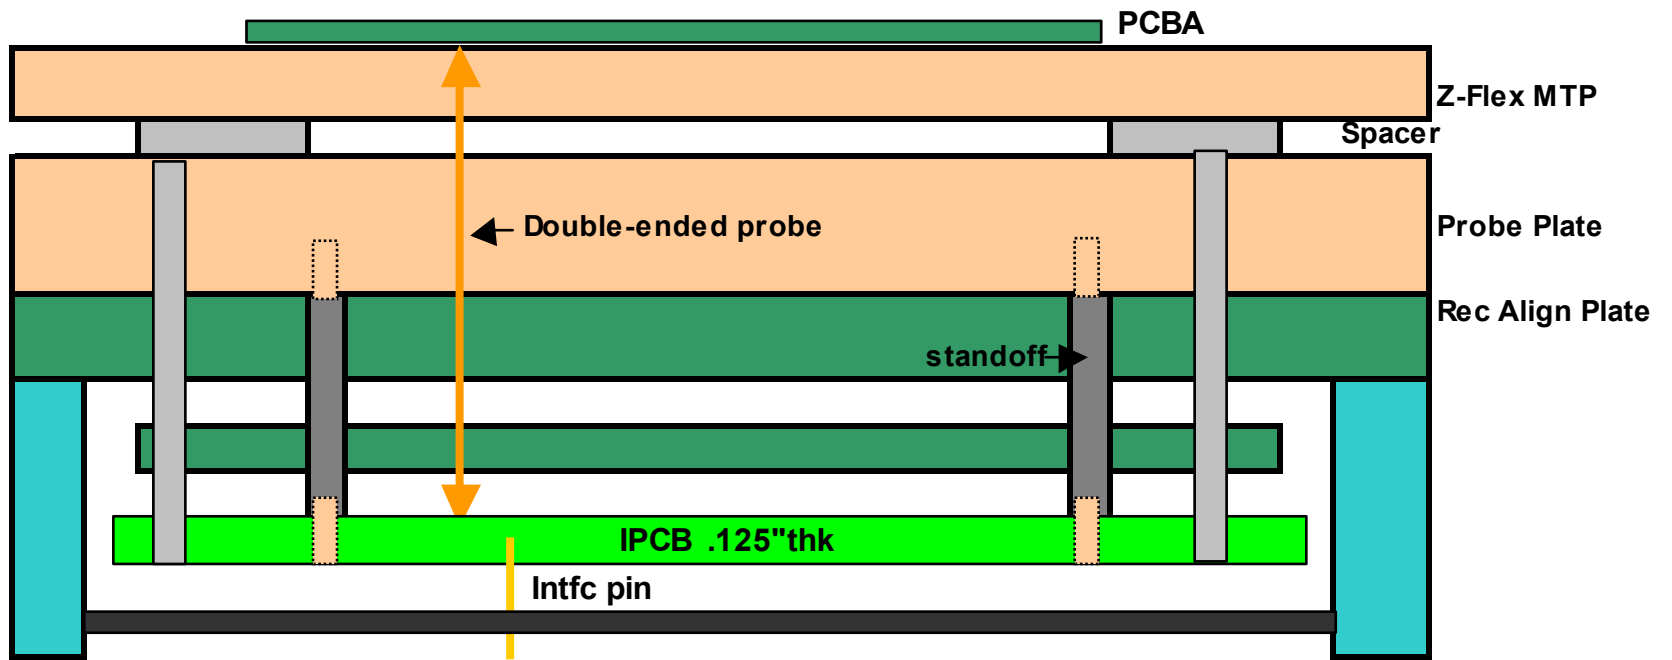 PCBA
Z-Flex MTP
Spacer
Double-ended probe
Probe Plate
Rec Align Plate
standoff
IPCB .125"thk
Intfc pin